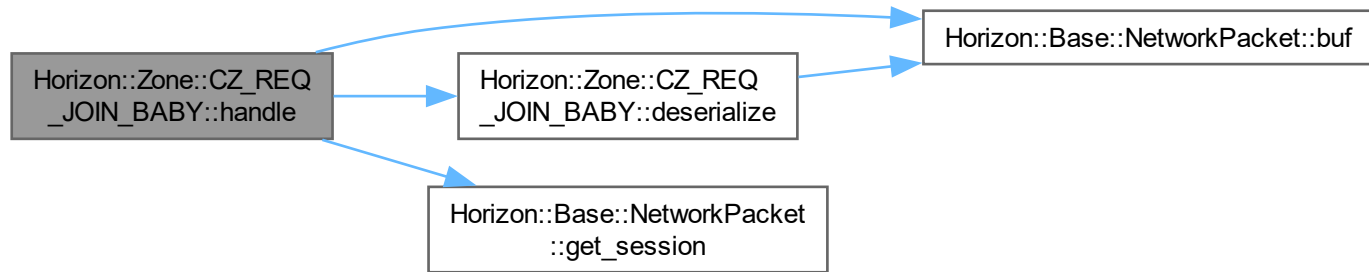 Horizon::Zone::CZ_REQ
_JOIN_BABY::handle
Horizon::Zone::CZ_REQ
_JOIN_BABY::deserialize
Horizon::Base::NetworkPacket::buf
Horizon::Base::NetworkPacket
::get_session